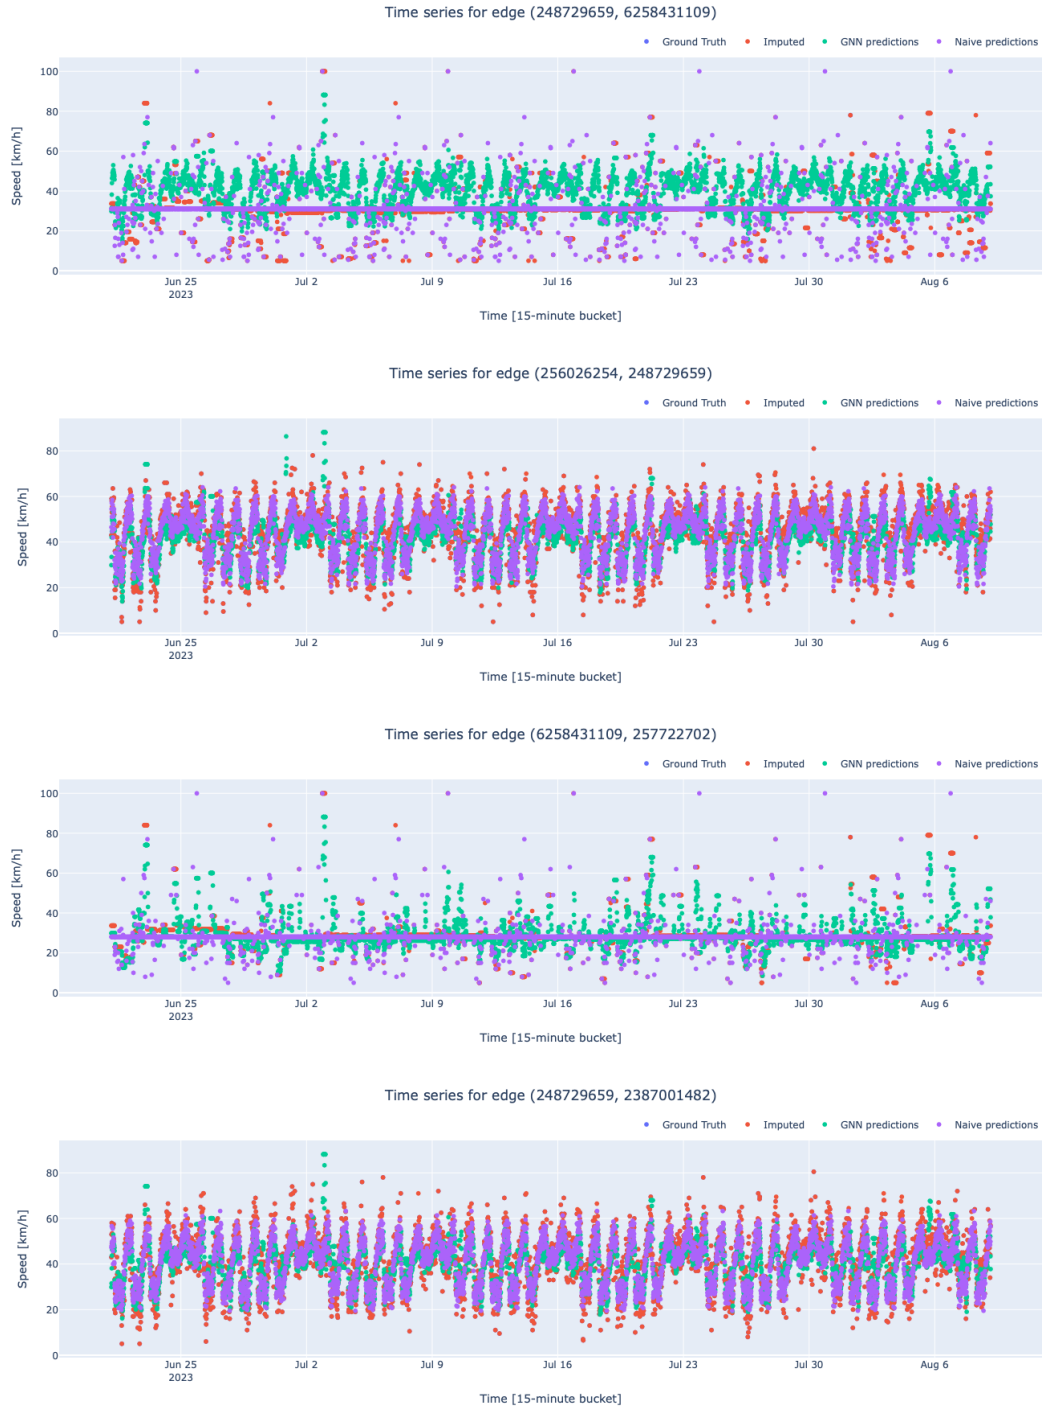 Time series for edge (248729659, 6258431109)
Ground Truth Imputed GNN predictions Naive predictions
100
80
60
40
20
0
Speed [km/h]
Jun 25 Jul 2 Jul 9 Jul 16 Jul 23 Jul 30 Aug 6
2023
Time [15-minute bucket]
Time series for edge (256026254, 248729659)
Ground Truth Imputed GNN predictions Naive predictions
80
60
40
20
0
Speed [km/h]
Jun 25 Jul 2 Jul 9 Jul 16 Jul 23 Jul 30 Aug 6
2023
Time [15-minute bucket]
Time series for edge (6258431109, 257722702)
Ground Truth Imputed GNN predictions Naive predictions
100
80
60
40
20
0
Speed [km/h]
Jun 25 Jul 2 Jul 9 Jul 16 Jul 23 Jul 30 Aug 6
2023
Time [15-minute bucket]
Time series for edge (248729659, 2387001482)
Ground Truth Imputed GNN predictions Naive predictions
80
60
40
20
0
Speed [km/h]
Jun 25 Jul 2 Jul 9 Jul 16 Jul 23 Jul 30 Aug 6
2023
Time [15-minute bucket]